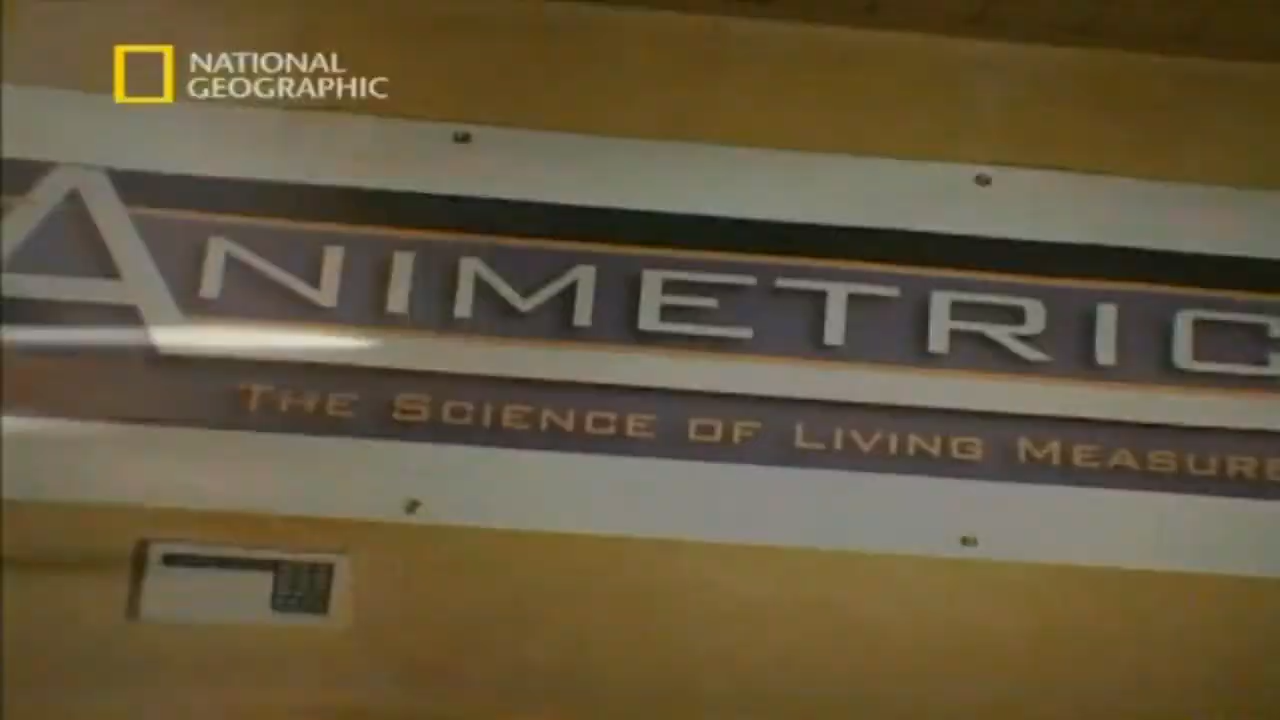 NATIONAL
GEOGRAPHIC
ANIMETRIC
THE SCIENCE OF LIVING MEASURE